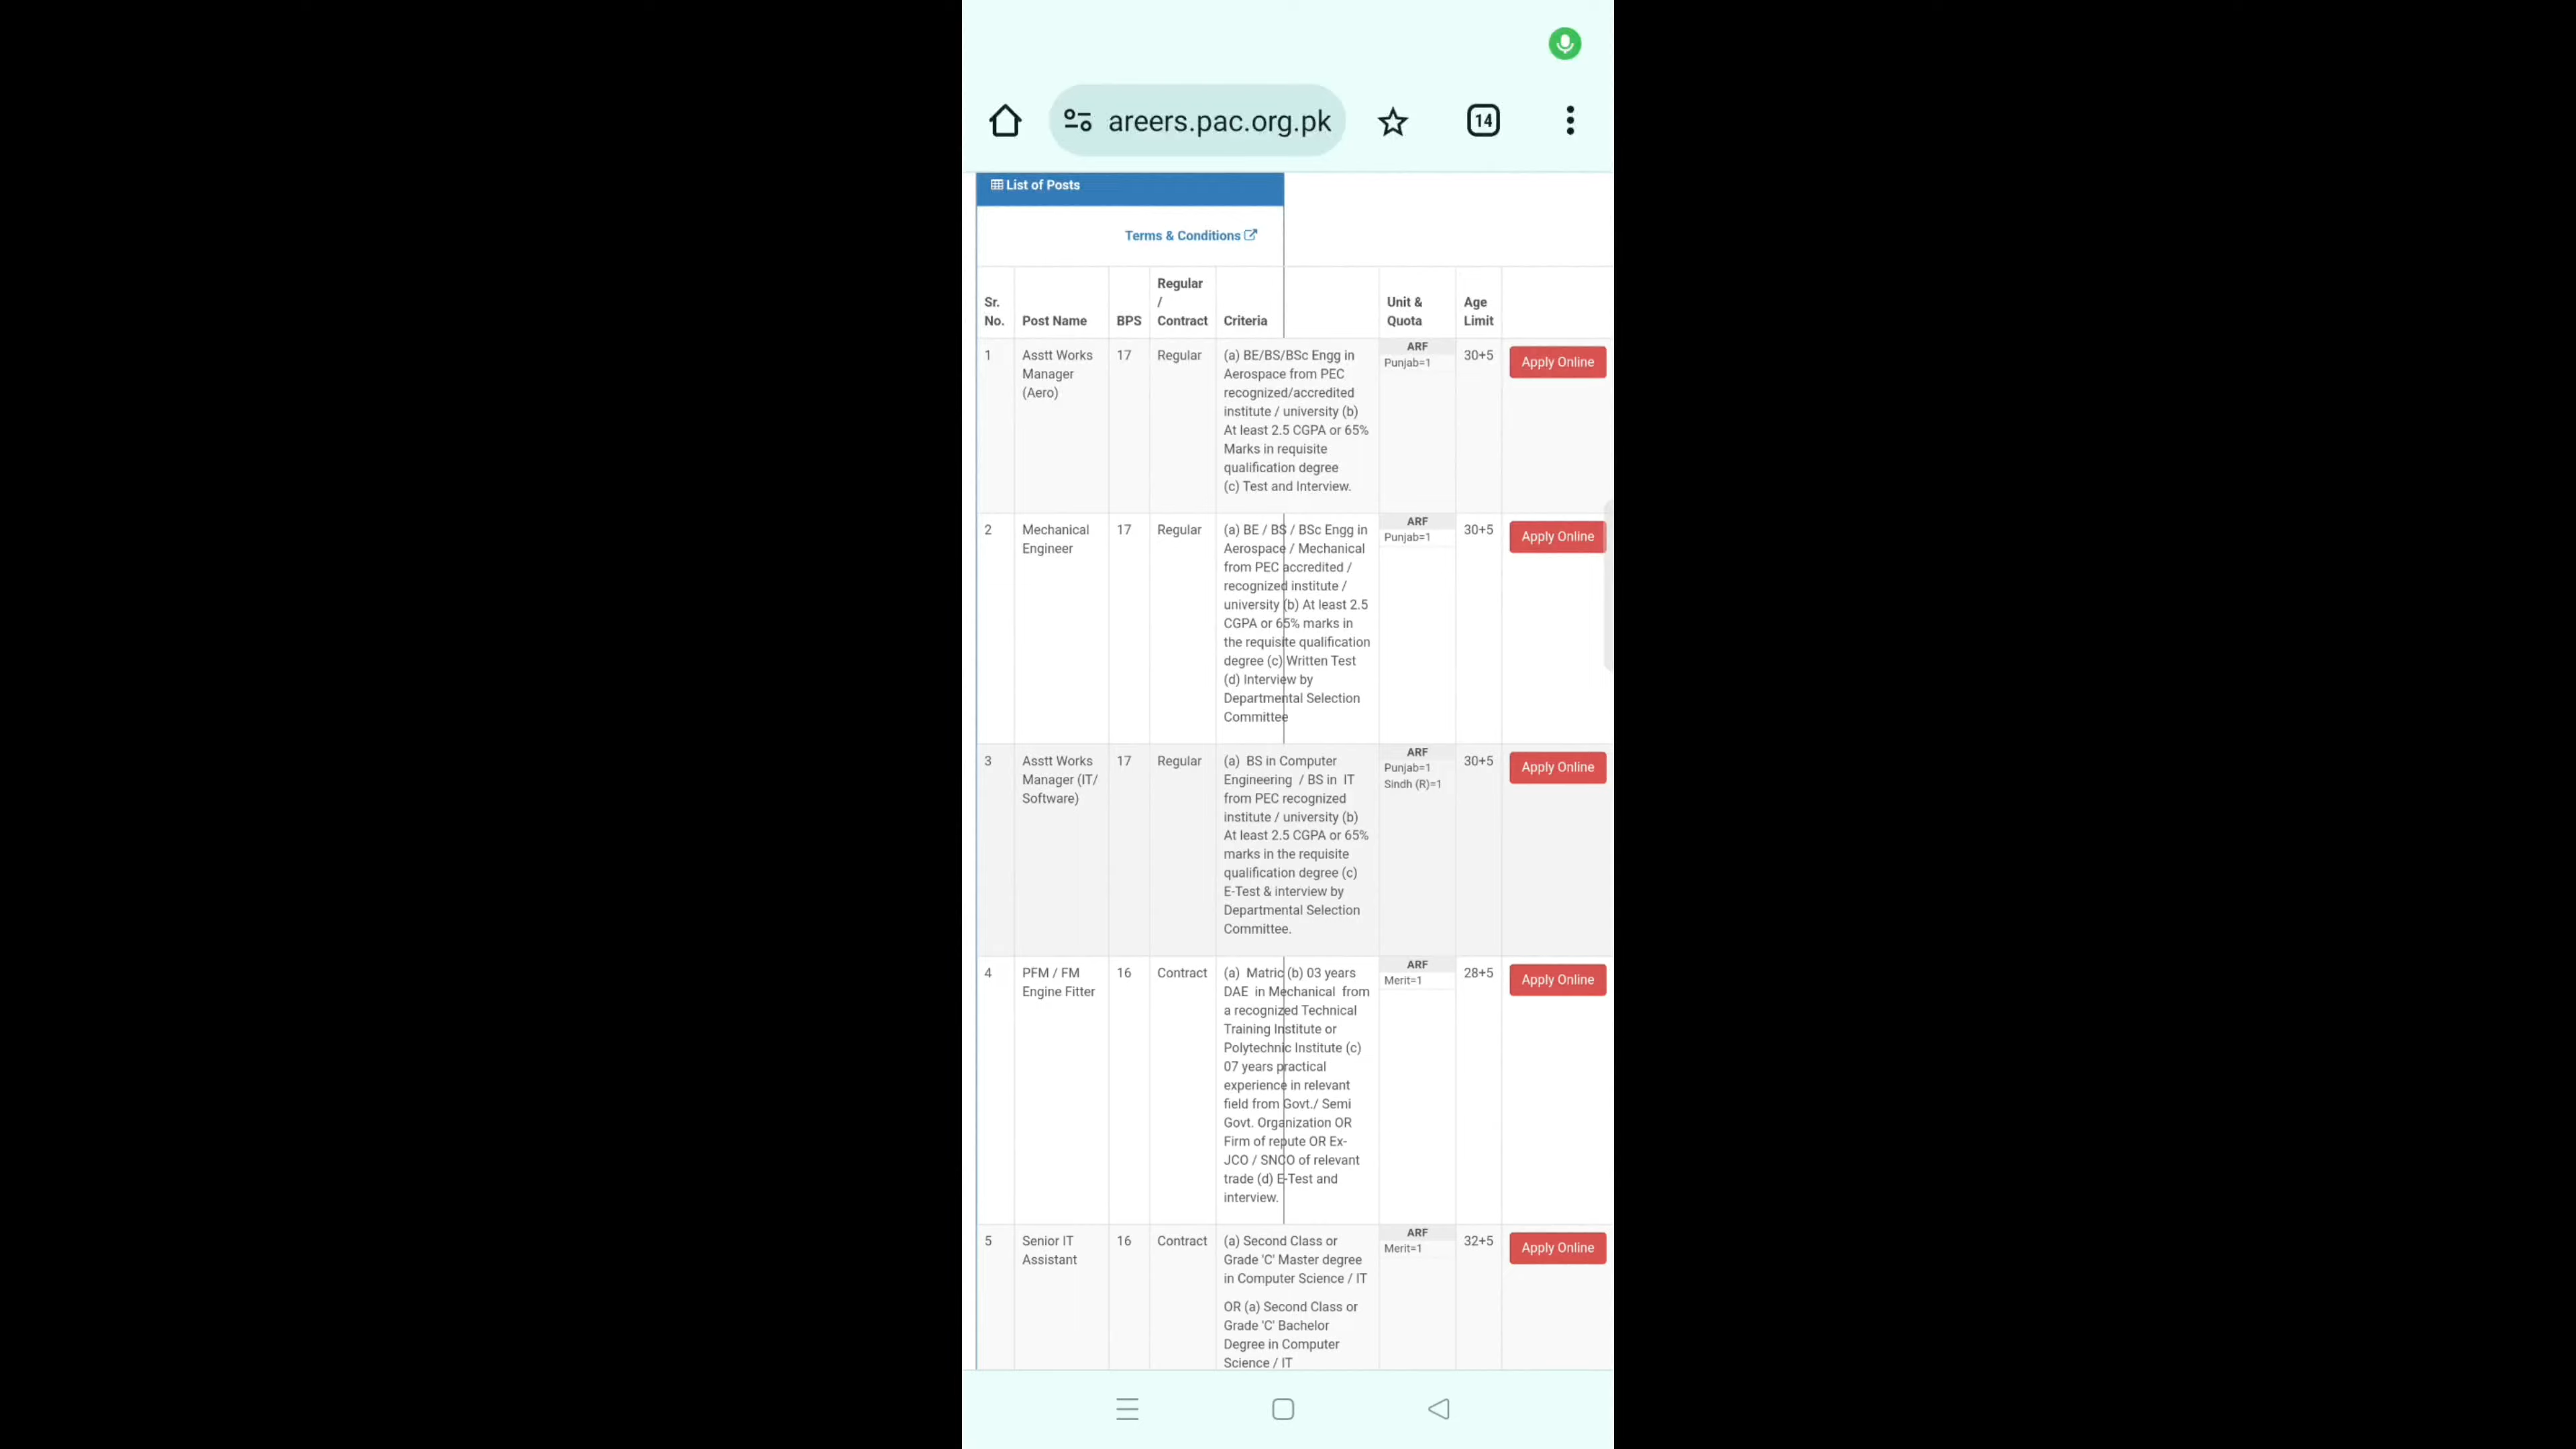 areers.pac.org.pk
14
List of Posts
Terms & Conditions
Sr. No.
Post Name
BPS
Regular / Contract
Criteria
Unit & Quota
Age Limit
1
Asstt Works
Manager
(Aero)
17
Regular
(a) BE/BS/BSc Engg in
Aerospace from PEC
recognized/accredited
institute / university (b)
At least 2.5 CGPA or 65%
Marks in requisite
qualification degree
(c) Test and Interview.
ARF
Punjab=1
30+5
Apply Online
2
Mechanical
Engineer
17
Regular
(a) BE / BS / BSc Engg in
Aerospace / Mechanical
from PEC accredited /
recognized institute /
university (b) At least 2.5
CGPA or 65% marks in
the requisite qualification
degree (c) Written Test
(d) Interview by
Departmental Selection
Committee
ARF
Punjab=1
30+5
Apply Online
3
Asstt Works
Manager (IT/
Software)
17
Regular
(a) BS in Computer
Engineering / BS in IT
from PEC recognized
institute / university (b)
At least 2.5 CGPA or 65%
marks in the requisite
qualification degree (c)
E-Test & interview by
Departmental Selection
Committee.
ARF
Punjab=1
Sindh (R)=1
30+5
Apply Online
4
PFM / FM
Engine Fitter
16
Contract
(a) Matric (b) 03 years
DAE in Mechanical from
a recognized Technical
Training Institute or
Polytechnic Institute (c)
07 years practical
experience in relevant
field from Govt./ Semi
Govt. Organization OR
Firm of repute OR Ex-
JCO / SNCO of relevant
trade (d) E-Test and
interview.
ARF
Merit=1
28+5
Apply Online
5
Senior IT
Assistant
16
Contract
(a) Second Class or
Grade 'C' Master degree
in Computer Science / IT
OR (a) Second Class or
Grade 'C' Bachelor
Degree in Computer
Science / IT
ARF
Merit=1
32+5
Apply Online